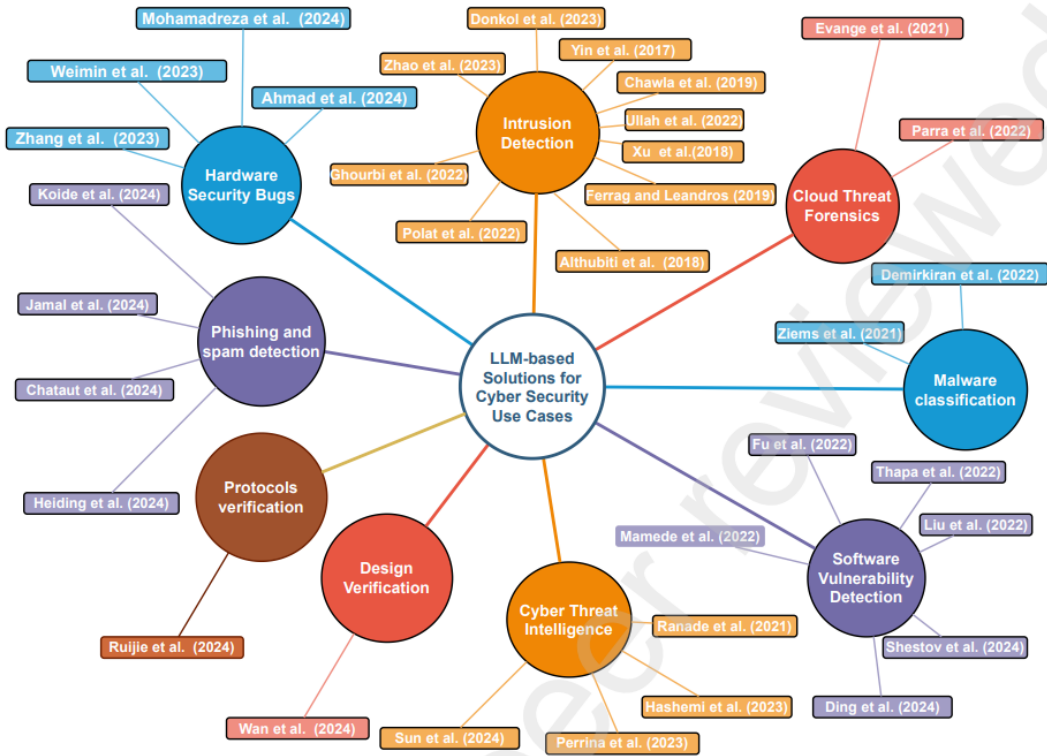 Mohamadreza et al. (2024)
Weimin et al. (2023)
Ahmad et al. (2024)
Zhang et al. (2023)
Hardware
Security Bugs
Donkol et al. (2023)
Yin et al. (2017)
Zhao et al. (2023)
Chawla et al. (2019)
Ullah et al. (2022)
Xu et al.(2018)
Ghourbi et al. (2022)
Ferrag and Leandros (2019)
Polat et al. (2022)
Althubiti et al. (2018)
Intrusion
Detection
Evange et al. (2021)
Parra et al. (2022)
Cloud Threat
Forensics
Koide et al. (2024)
Jamal et al. (2024)
Chataut et al. (2024)
Heiding et al. (2024)
Phishing and
spam detection
LLM-based
Solutions for
Cyber Security
Use Cases
Demirkiran et al. (2022)
Ziems et al. (2021)
Malware
classification
Protocols
verification
Ruijie et al. (2024)
Design
Verification
Wan et al. (2024)
Cyber Threat
Intelligence
Ranade et al. (2021)
Hashemi et al. (2023)
Perrina et al. (2023)
Sun et al. (2024)
Fu et al. (2022)
Thapa et al. (2022)
Liu et al. (2022)
Mamede et al. (2022)
Software
Vulnerability
Detection
Shestov et al. (2024)
Ding et al. (2024)
eer reviewed